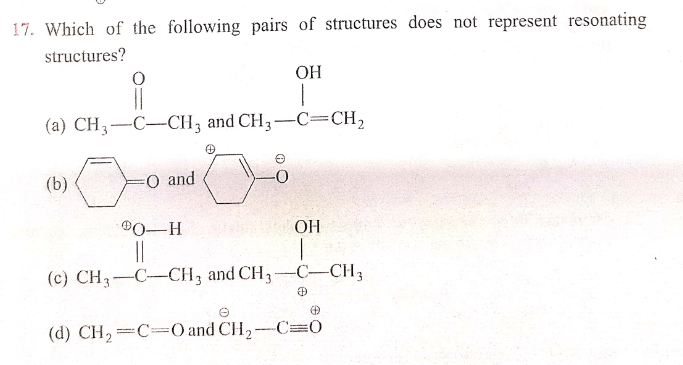 17. Which of the following pairs of structures does not represent resonating
structures?
O OH
(a) CH3—C—CH3 and CH3—C=CH2
⊕ ⊖
(b) =O and —O
⊕O—H OH
(c) CH3—C—CH3 and CH3—C—CH3
⊕
⊖ ⊕
(d) CH2=C=O and CH2—C≡O